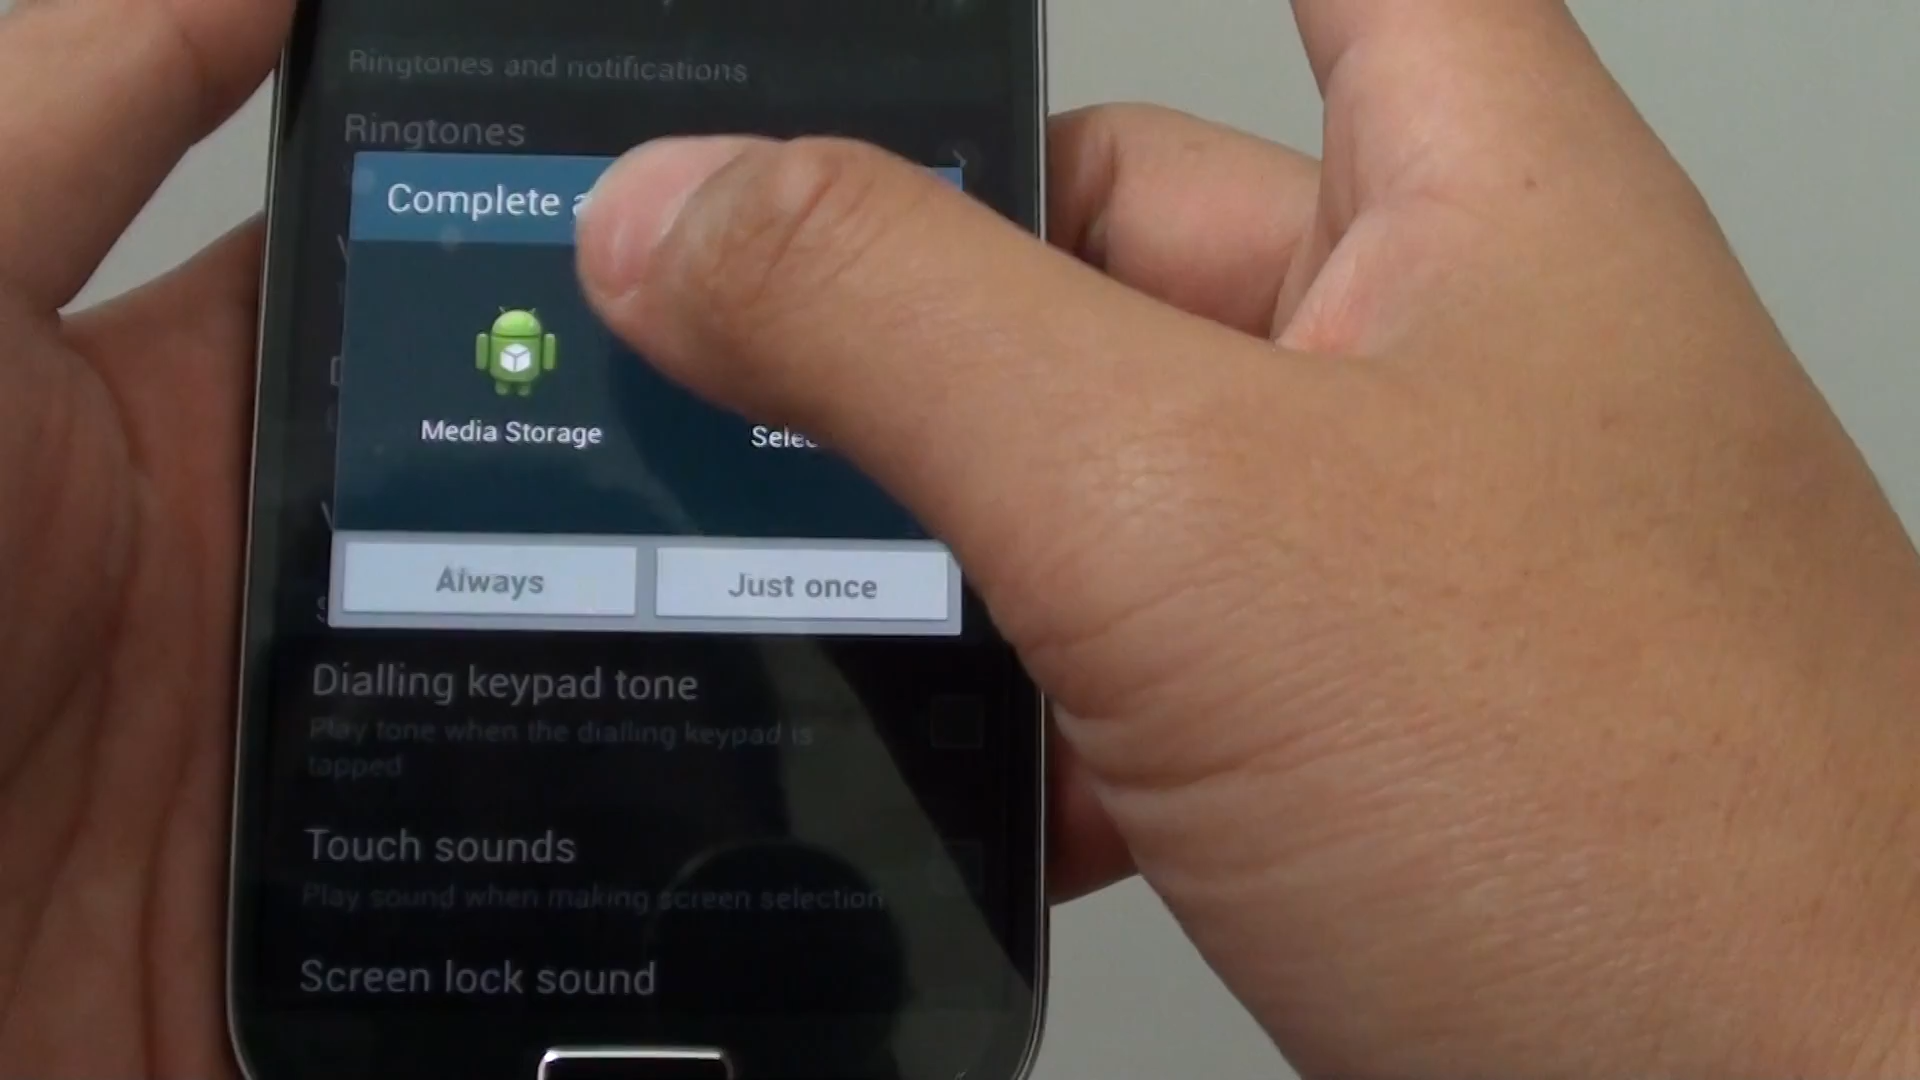 Ringtones and notifications
Ringtones
Complete
Media Storage
Always
Just once
Dialling keypad tone
Play tone when the dialling keypad is
tapped
Touch sounds
Play sound when making screen selection
Screen lock sound